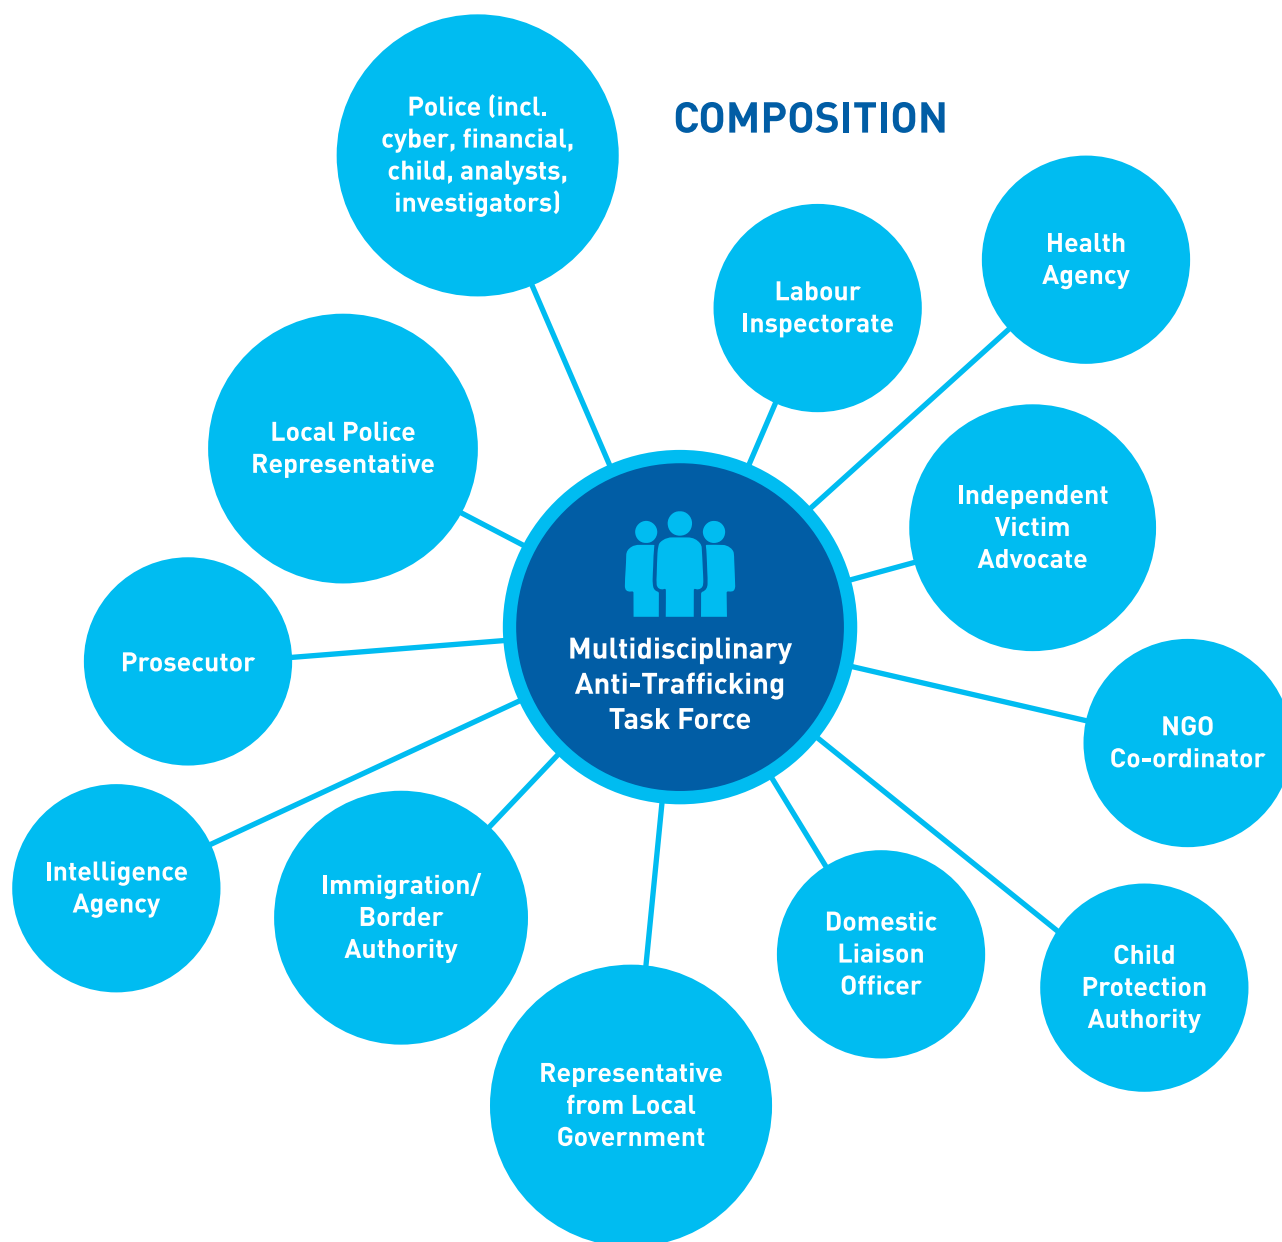 COMPOSITION
Police (incl.
cyber, financial,
child, analysts,
investigators)
Labour
Inspectorate
Health
Agency
Local Police
Representative
Independent
Victim
Advocate
Prosecutor
Multidisciplinary
Anti-Trafficking
Task Force
NGO
Co-ordinator
Intelligence
Agency
Immigration/
Border
Authority
Domestic
Liaison
Officer
Child
Protection
Authority
Representative
from Local
Government